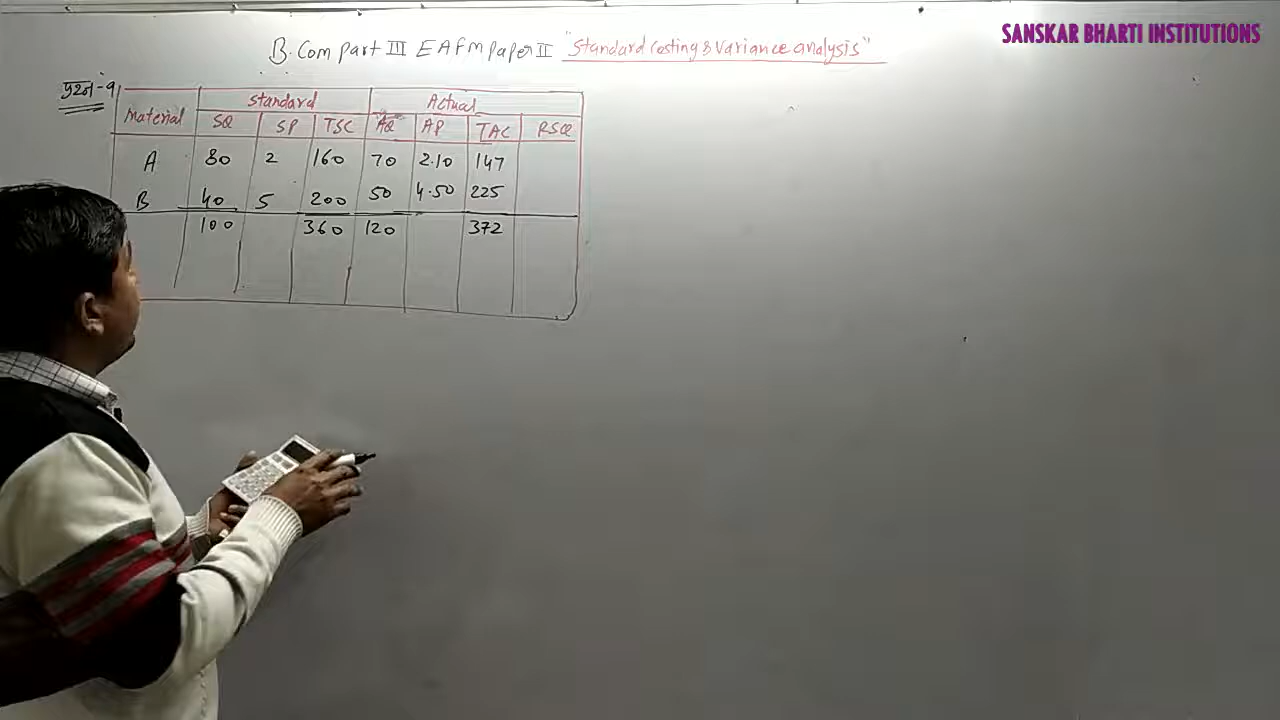 SANSKAR BHARTI INSTITUTIONS
B.Com part III EAFM paper II "Standard Costing & Variance analysis"
प्रश्न-9
Material Standard Actual
SQ SP TSC AQ AP TAC RSQ
A 80 2 160 70 2.10 147
B 40 5 200 50 4.50 225
100 360 120 372